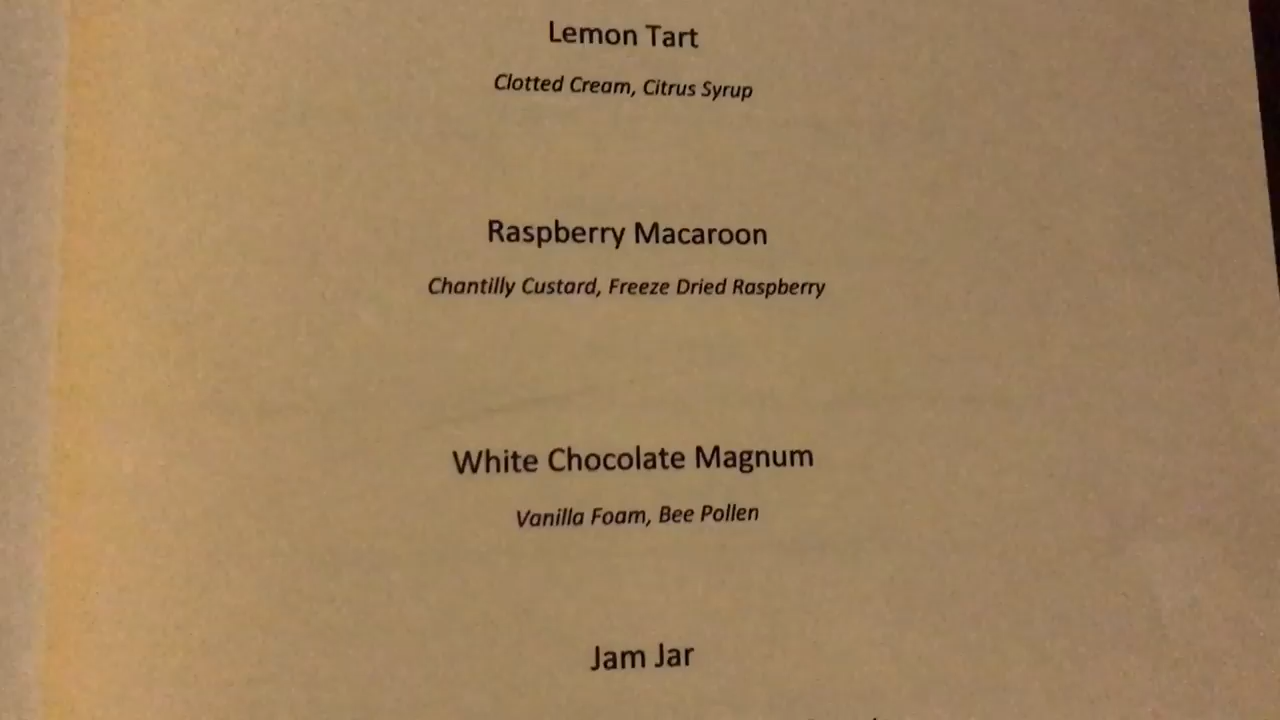 Lemon Tart
Clotted Cream, Citrus Syrup
Raspberry Macaroon
Chantilly Custard, Freeze Dried Raspberry
White Chocolate Magnum
Vanilla Foam, Bee Pollen
Jam Jar